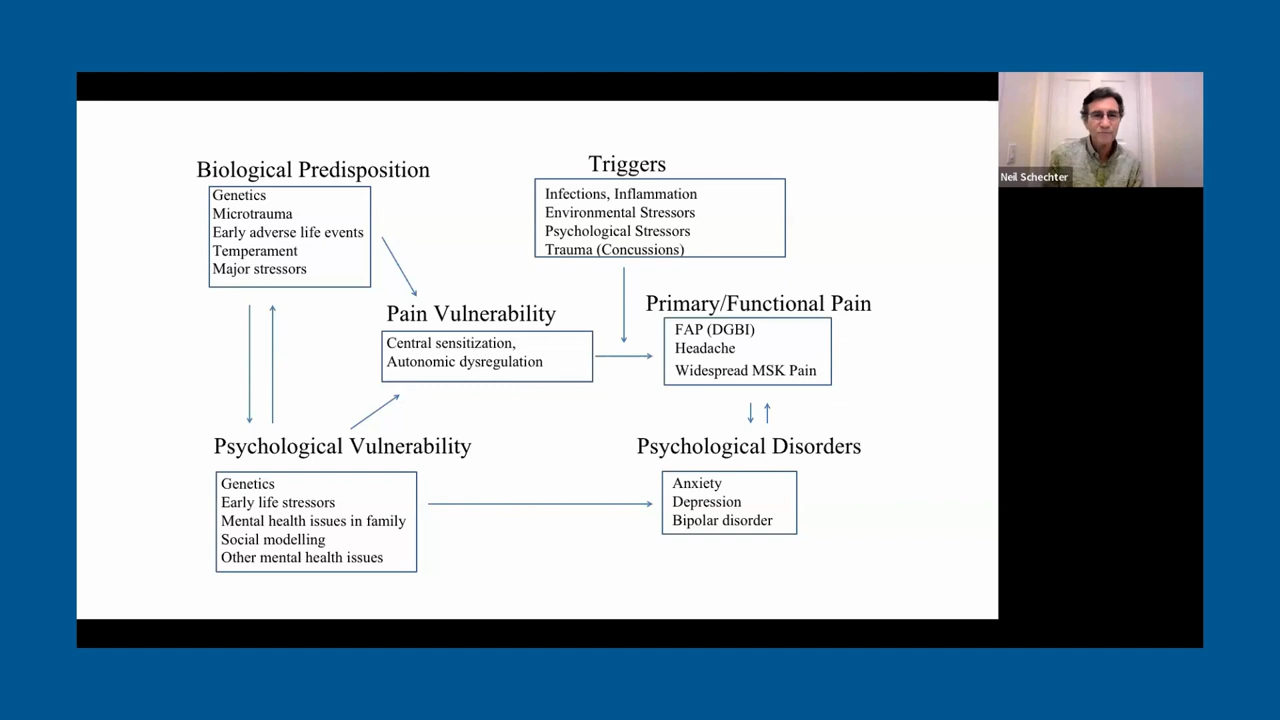 Biological Predisposition
Genetics
Microtrauma
Early adverse life events
Temperament
Major stressors
Triggers
Infections, Inflammation
Environmental Stressors
Psychological Stressors
Trauma (Concussions)
Neil Schechter
Pain Vulnerability
Central sensitization,
Autonomic dysregulation
Primary/Functional Pain
FAP (DGBI)
Headache
Widespread MSK Pain
Psychological Vulnerability
Genetics
Early life stressors
Mental health issues in family
Social modelling
Other mental health issues
Psychological Disorders
Anxiety
Depression
Bipolar disorder